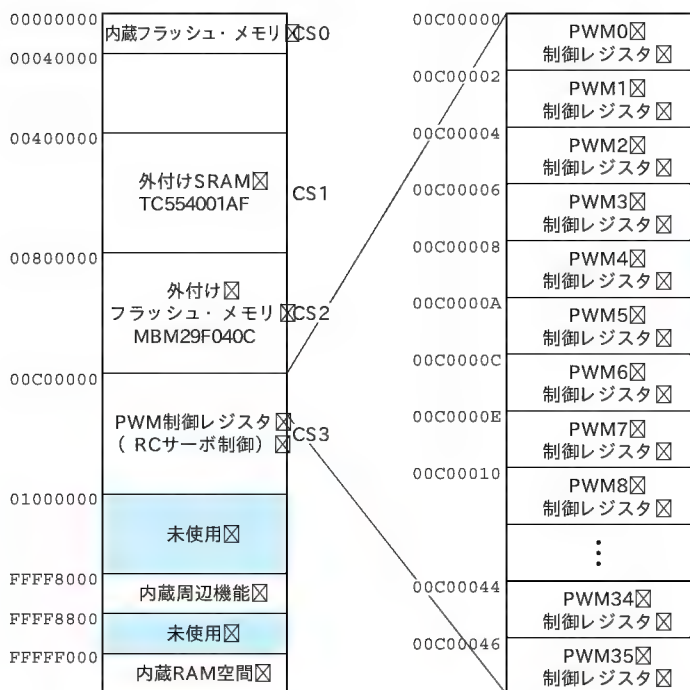 00000000
内蔵フラッシュ・メモリ
CS0
00040000
00400000
外付けSRAM
TC554001AF
CS1
00800000
外付け
フラッシュ・メモリ
MBM29F040C
CS2
00C00000
PWM制御レジスタ
(RCサーボ制御)
CS3
01000000
未使用
FFFF8000
内蔵周辺機能
FFFF8800
未使用
FFFFF000
内蔵RAM空間
00C00000
PWM0
制御レジスタ
00C00002
PWM1
制御レジスタ
00C00004
PWM2
制御レジスタ
00C00006
PWM3
制御レジスタ
00C00008
PWM4
制御レジスタ
00C0000A
PWM5
制御レジスタ
00C0000C
PWM6
制御レジスタ
00C0000E
PWM7
制御レジスタ
00C00010
PWM8
制御レジスタ
⋮
00C00044
PWM34
制御レジスタ
00C00046
PWM35
制御レジスタ